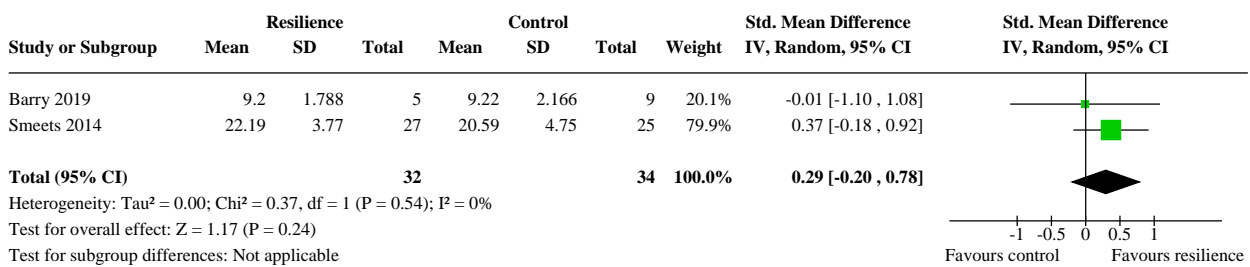 Resilience Control Std. Mean Difference Std. Mean Difference
Study or Subgroup Mean SD Total Mean SD Total Weight IV, Random, 95% CI IV, Random, 95% CI
Barry 2019 9.2 1.788 5 9.22 2.166 9 20.1% -0.01 [-1.10 , 1.08]
Smeets 2014 22.19 3.77 27 20.59 4.75 25 79.9% 0.37 [-0.18 , 0.92]
Total (95% CI) 32 34 100.0% 0.29 [-0.20 , 0.78]
Heterogeneity: Tau² = 0.00; Chi² = 0.37, df = 1 (P = 0.54); I² = 0%
Test for overall effect: Z = 1.17 (P = 0.24) -1 -0.5 0 0.5 1
Test for subgroup differences: Not applicable Favours control Favours resilience